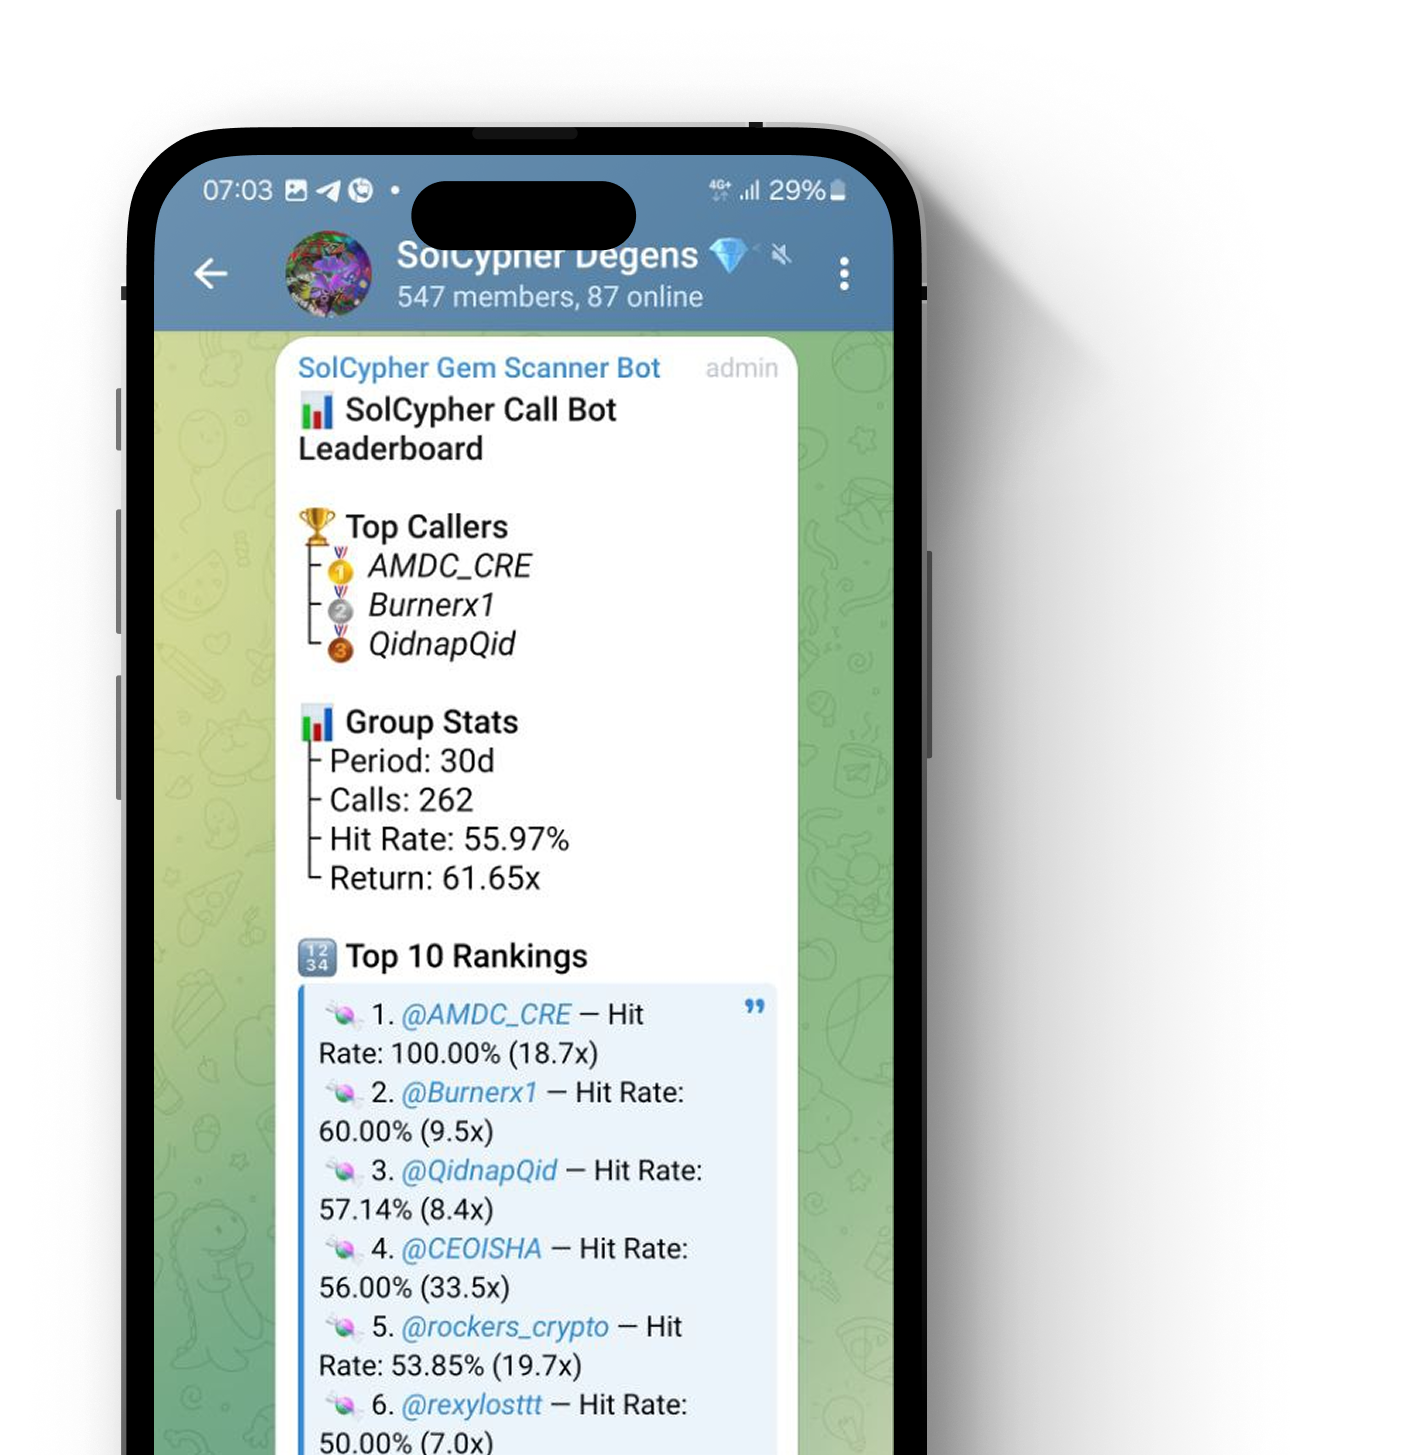 07:03
4G+ 29%
SolCypher Degens
547 members, 87 online
SolCypher Gem Scanner Bot admin
SolCypher Call Bot
Leaderboard
Top Callers
1 AMDC_CRE
2 Burnerx1
3 QidnapQid
Group Stats
Period: 30d
Calls: 262
Hit Rate: 55.97%
Return: 61.65x
1234 Top 10 Rankings
1. @AMDC_CRE — Hit
Rate: 100.00% (18.7x)
2. @Burnerx1 — Hit Rate:
60.00% (9.5x)
3. @QidnapQid — Hit Rate:
57.14% (8.4x)
4. @CEOISHA — Hit Rate:
56.00% (33.5x)
5. @rockers_crypto — Hit
Rate: 53.85% (19.7x)
6. @rexylosttt — Hit Rate:
50.00% (7.0x)